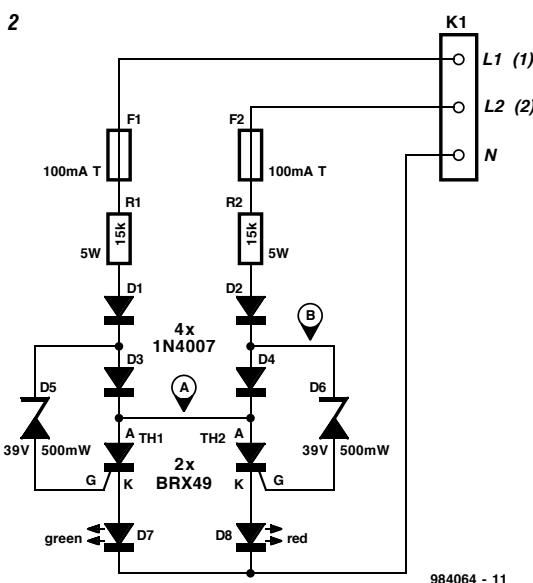 2
K1
L1 (1)
L2 (2)
N
F1
F2
100mA T
100mA T
R1
R2
15k
15k
5W
5W
D1
D2
B
4x
1N4007
D3
D4
A
D5
D6
39V 500mW
A TH1
TH2 A
39V 500mW
2x
BRX49
G K
K G
green D7
D8 red
984064 - 11